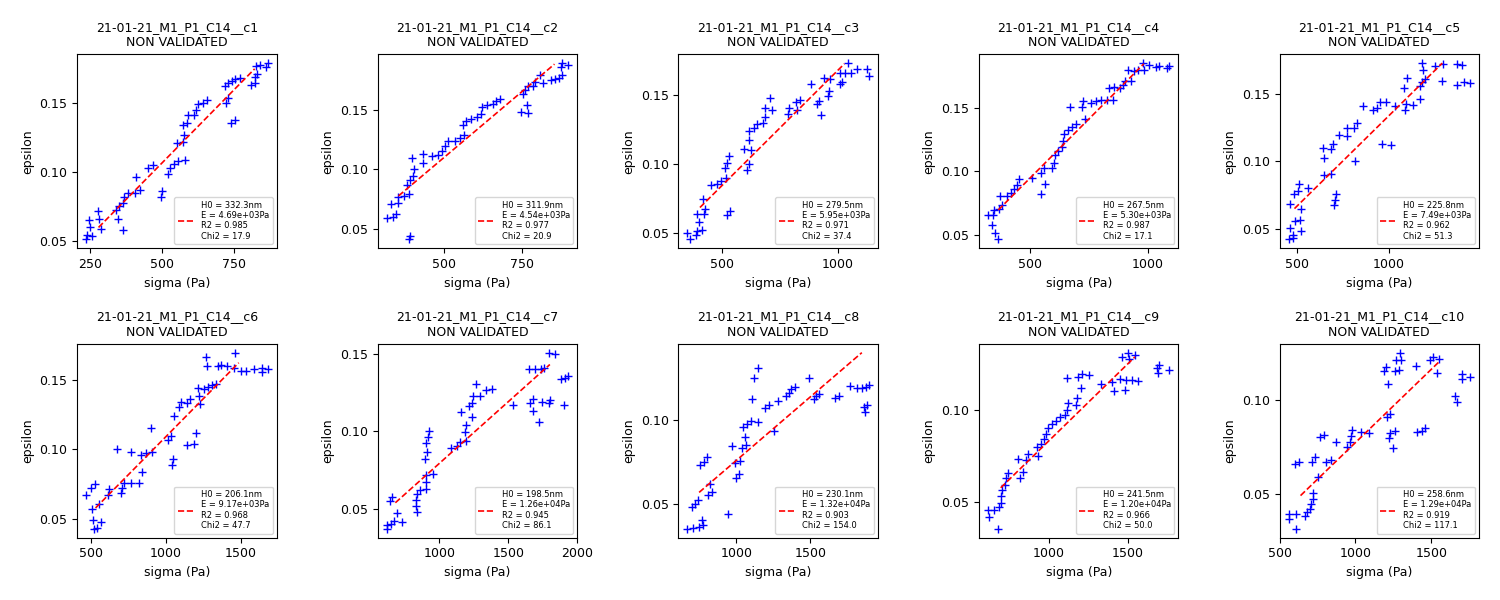 21-01-21_M1_P1_C14__c1
NON VALIDATED
epsilon
0.15
0.10
0.05
250
500
750
sigma (Pa)
H0 = 332.3nm
E = 4.69e+03Pa
R2 = 0.985
Chi2 = 17.9
21-01-21_M1_P1_C14__c2
NON VALIDATED
epsilon
0.15
0.10
0.05
500
750
sigma (Pa)
H0 = 311.9nm
E = 4.54e+03Pa
R2 = 0.977
Chi2 = 20.9
21-01-21_M1_P1_C14__c3
NON VALIDATED
epsilon
0.15
0.10
0.05
500
1000
sigma (Pa)
H0 = 279.5nm
E = 5.95e+03Pa
R2 = 0.971
Chi2 = 37.4
21-01-21_M1_P1_C14__c4
NON VALIDATED
epsilon
0.15
0.10
0.05
500
1000
sigma (Pa)
H0 = 267.5nm
E = 5.30e+03Pa
R2 = 0.987
Chi2 = 17.1
21-01-21_M1_P1_C14__c5
NON VALIDATED
epsilon
0.15
0.10
0.05
500
1000
sigma (Pa)
H0 = 225.8nm
E = 7.49e+03Pa
R2 = 0.962
Chi2 = 51.3
21-01-21_M1_P1_C14__c6
NON VALIDATED
epsilon
0.15
0.10
0.05
500
1000
1500
sigma (Pa)
H0 = 206.1nm
E = 9.17e+03Pa
R2 = 0.968
Chi2 = 47.7
21-01-21_M1_P1_C14__c7
NON VALIDATED
epsilon
0.15
0.10
0.05
1000
1500
2000
sigma (Pa)
H0 = 198.5nm
E = 1.26e+04Pa
R2 = 0.945
Chi2 = 86.1
21-01-21_M1_P1_C14__c8
NON VALIDATED
epsilon
0.10
0.05
1000
1500
sigma (Pa)
H0 = 230.1nm
E = 1.32e+04Pa
R2 = 0.903
Chi2 = 154.0
21-01-21_M1_P1_C14__c9
NON VALIDATED
epsilon
0.10
0.05
1000
1500
sigma (Pa)
H0 = 241.5nm
E = 1.20e+04Pa
R2 = 0.966
Chi2 = 50.0
21-01-21_M1_P1_C14__c10
NON VALIDATED
epsilon
0.10
0.05
500
1000
1500
sigma (Pa)
H0 = 258.6nm
E = 1.29e+04Pa
R2 = 0.919
Chi2 = 117.1